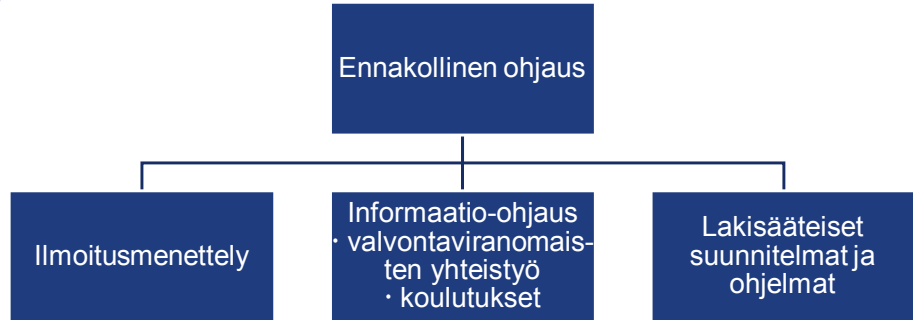 Ennakollinen ohjaus
Ilmoitusmenettely
Informaatio-ohjaus
· valvontaviranomais-
ten yhteistyö
· koulutukset
Lakisääteiset
suunnitelmat ja
ohjelmat